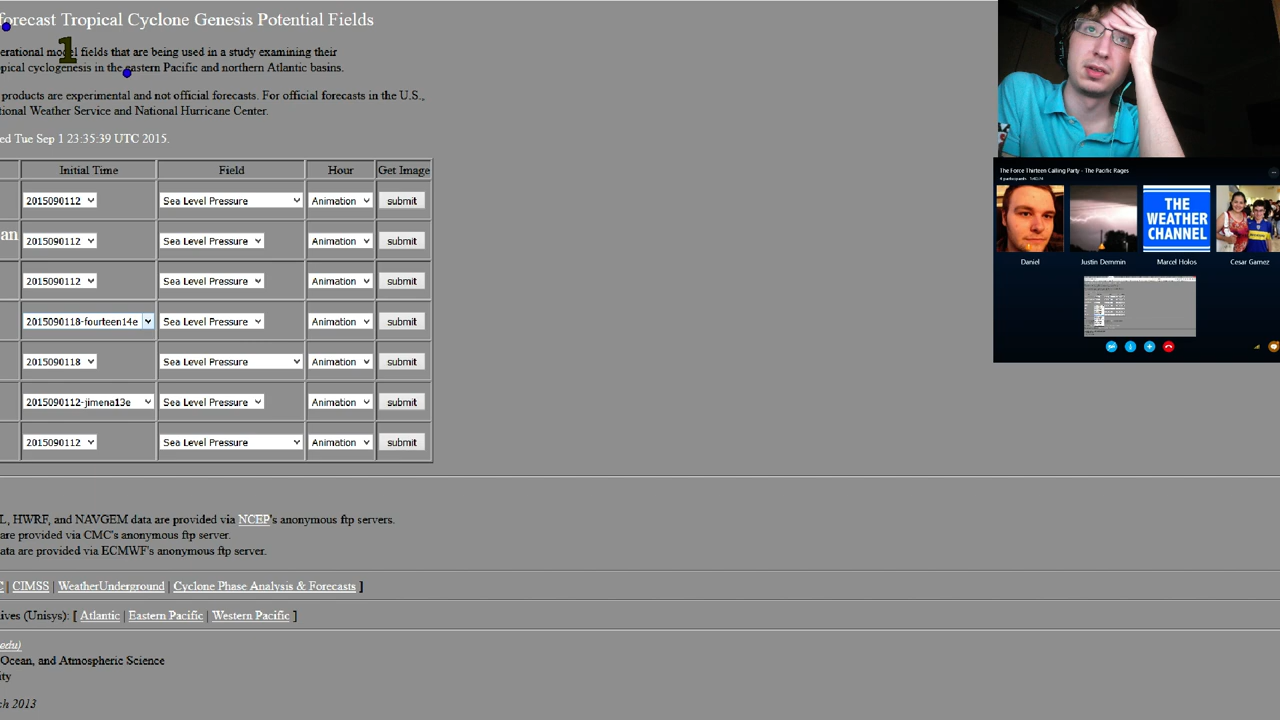 forecast Tropical Cyclone Genesis Potential Fields
1
erational model fields that are being used in a study examining their
pical cyclogenesis in the eastern Pacific and northern Atlantic basins.
products are experimental and not official forecasts. For official forecasts in the U.S.,
tional Weather Service and National Hurricane Center.
ed Tue Sep 1 23:35:39 UTC 2015.
Initial Time Field Hour Get Image
2015090112 Sea Level Pressure Animation submit
an 2015090112 Sea Level Pressure Animation submit
2015090112 Sea Level Pressure Animation submit
2015090118-fourteen14e Sea Level Pressure Animation submit
2015090118 Sea Level Pressure Animation submit
2015090112-jimena13e Sea Level Pressure Animation submit
2015090112 Sea Level Pressure Animation submit
L, HWRF, and NAVGEM data are provided via NCEP's anonymous ftp servers.
are provided via CMC's anonymous ftp server.
ata are provided via ECMWF's anonymous ftp server.
C | CIMSS | WeatherUnderground | Cyclone Phase Analysis & Forecasts ]
ives (Unisys): [ Atlantic | Eastern Pacific | Western Pacific ]
edu)
Ocean, and Atmospheric Science
ity
ch 2013
The Force Thirteen Calling Party - The Pacific Rages
THE
WEATHER
CHANNEL
Daniel Justin Demmin Marcel Holos Cesar Gamez